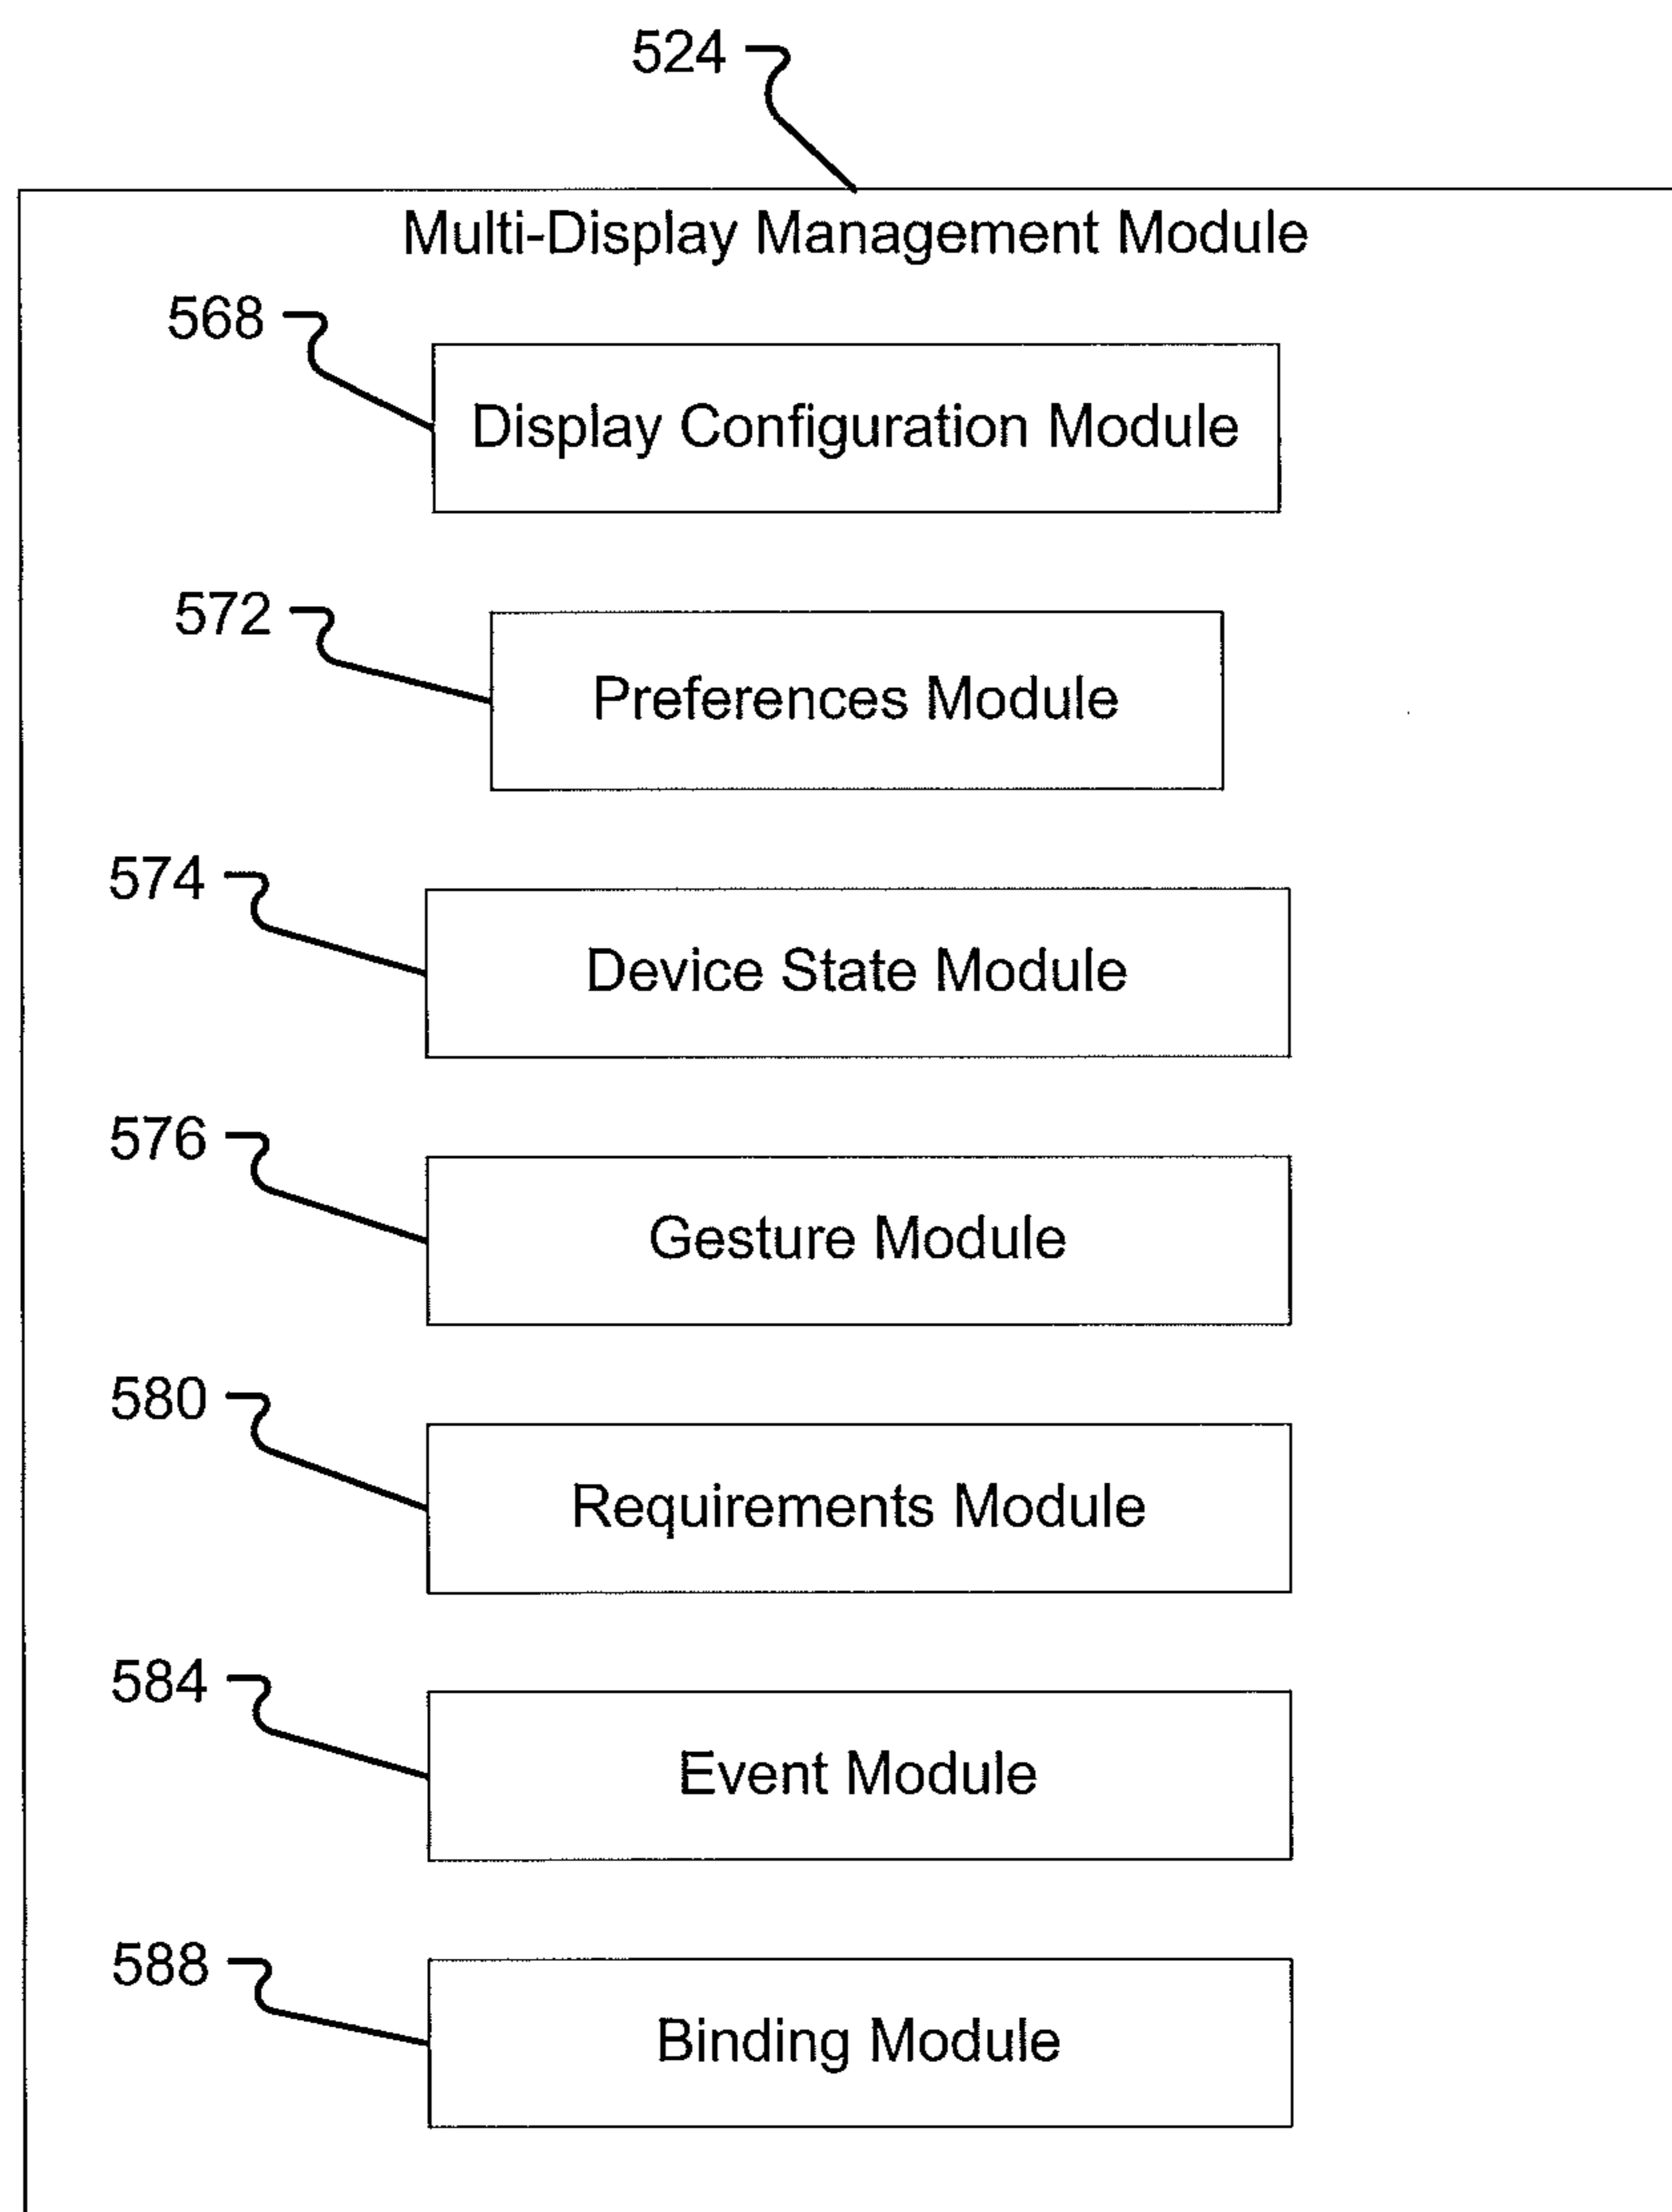 524
Multi-Display Management Module
568
Display Configuration Module
572
Preferences Module
574
Device State Module
576
Gesture Module
580
Requirements Module
584
Event Module
588
Binding Module